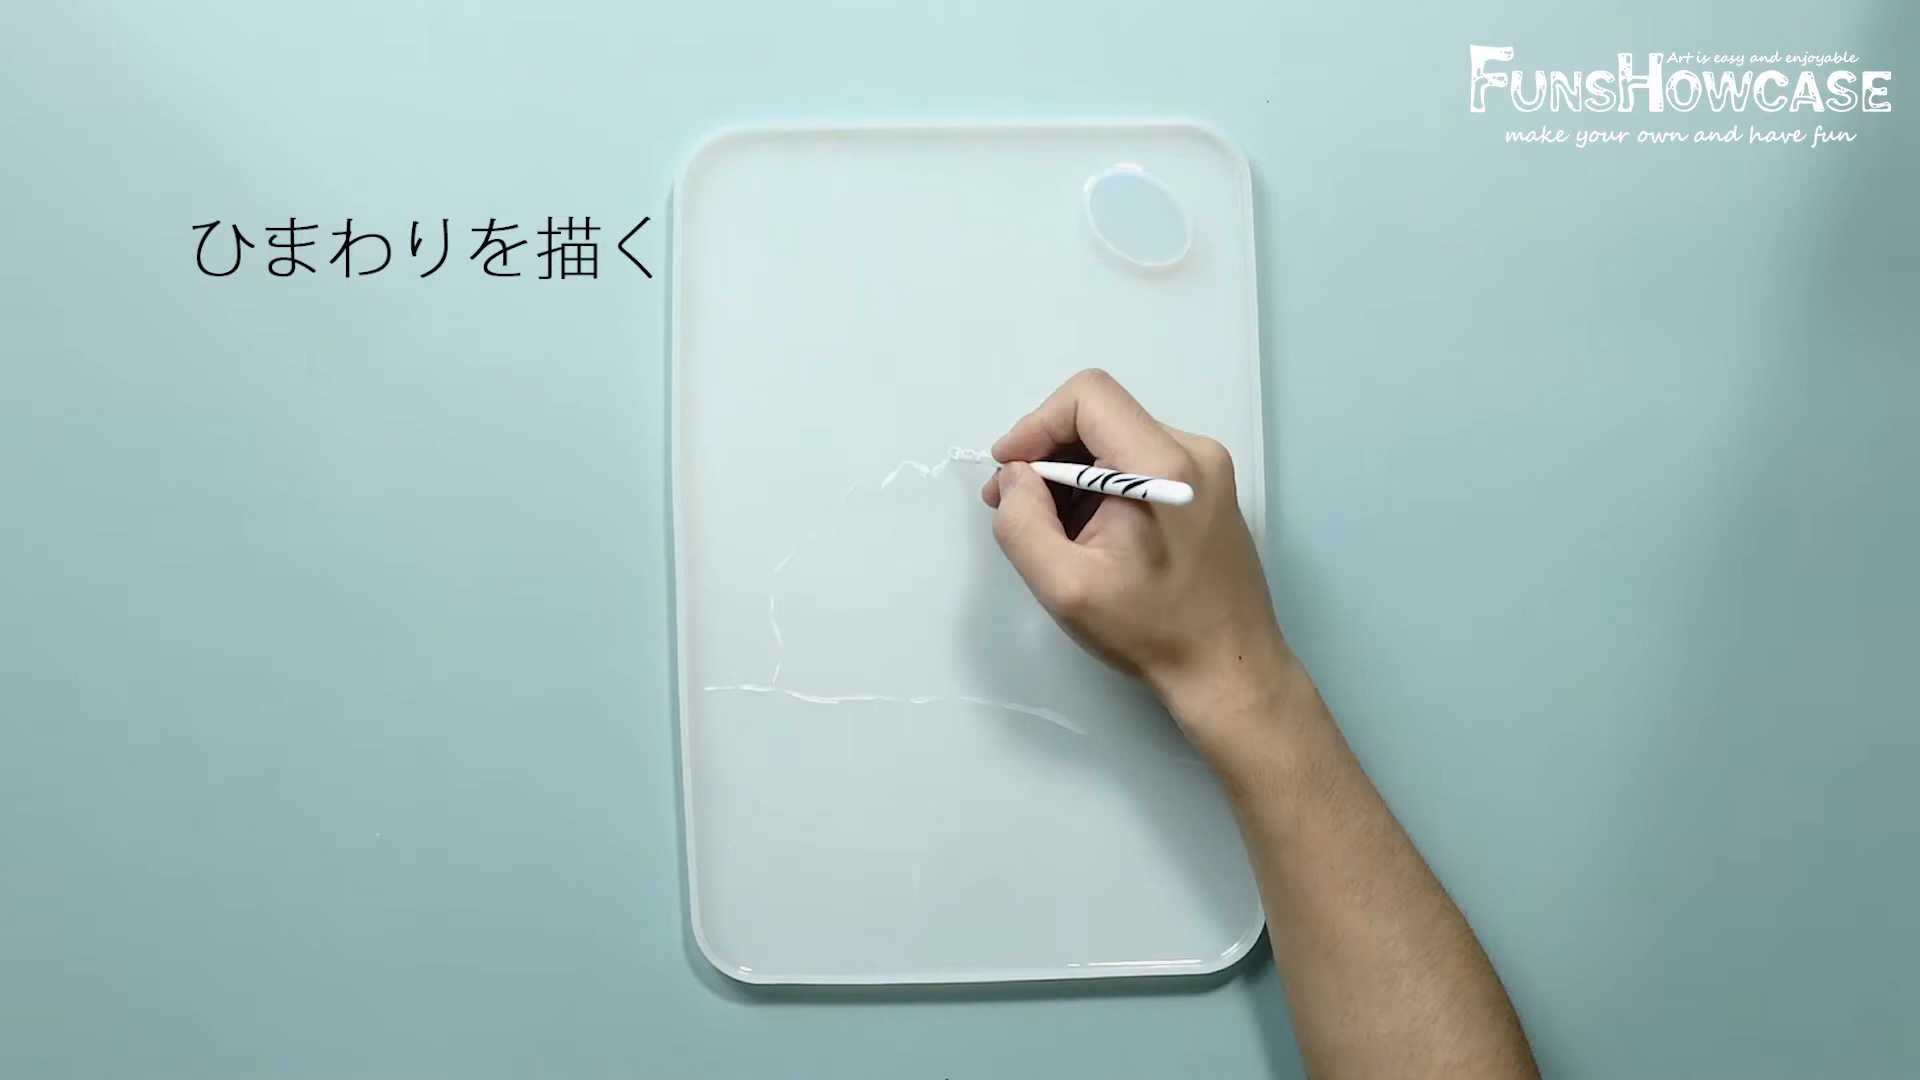 Art is easy and enjoyable
FUNSHOWCASE
make your own and have fun
ひまわりを描く